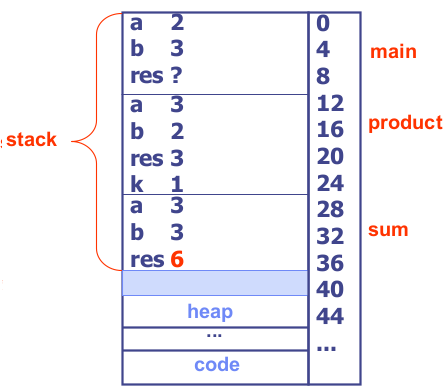 a 2 0
b 3 4 main
res ? 8
a 3 12
b 2 16 product
stack res 3 20
k 1 24
a 3 28
b 3 32 sum
res 6 36
40
heap 44
... ...
code